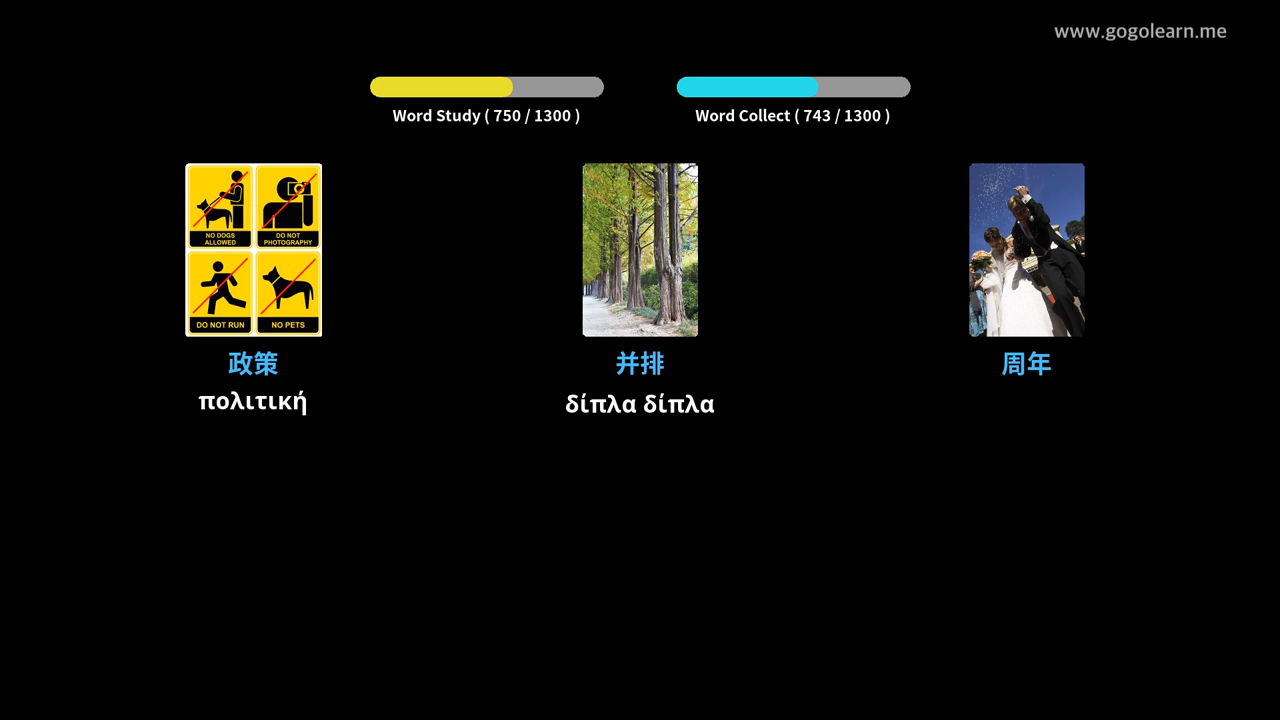 www.gogolearn.me
Word Study ( 750 / 1300 )
Word Collect ( 743 / 1300 )
NO DOGS
ALLOWED
DO NOT
PHOTOGRAPHY
DO NOT RUN
NO PETS
政策
并排
周年
πολιτική
δίπλα δίπλα